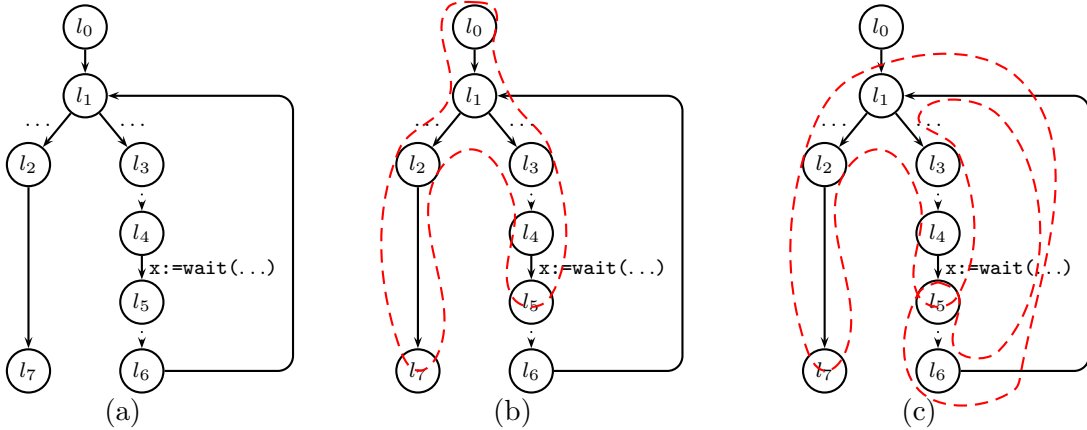 l₀ l₀ l₀
l₁ l₁ l₁
... ... ... ... ... ...
l₂ l₃ l₂ l₃ l₂ l₃
l₄ l₄ l₄
x:=wait(...) x:=wait(...) x:=wait(...)
l₅ l₅ l₅
l₇ l₆ l₇ l₆ l₇ l₆
(a) (b) (c)